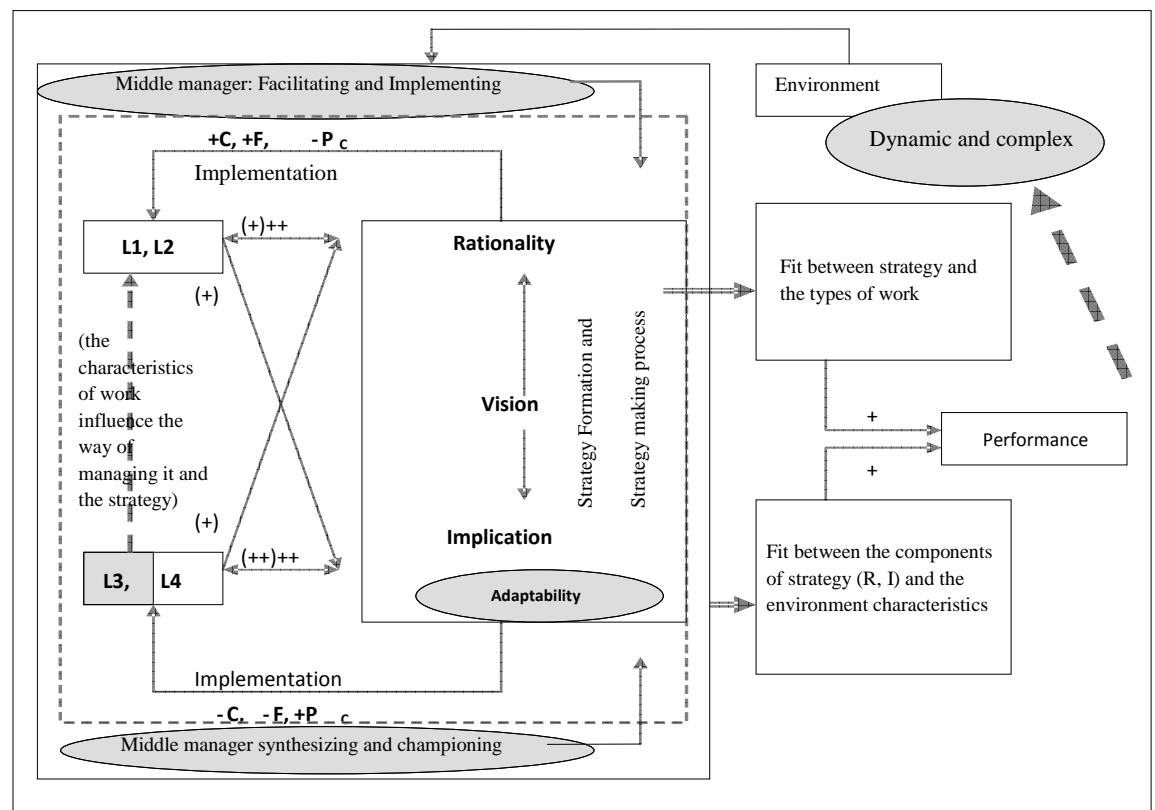 Middle manager: Facilitating and Implementing
Environment
Dynamic and complex
+C, +F, - P C
Implementation
L1, L2
(+)++
(+)
Rationality
Fit between strategy and
the types of work
(the
characteristics
of work
influence the
way of
managing it and
the strategy)
Vision
Strategy Formation and
Strategy making process
+
Performance
+
(+)
(++)++
L3, L4
Implication
Adaptability
Fit between the components
of strategy (R, I) and the
environment characteristics
Implementation
- C, - F, +P C
Middle manager synthesizing and championing